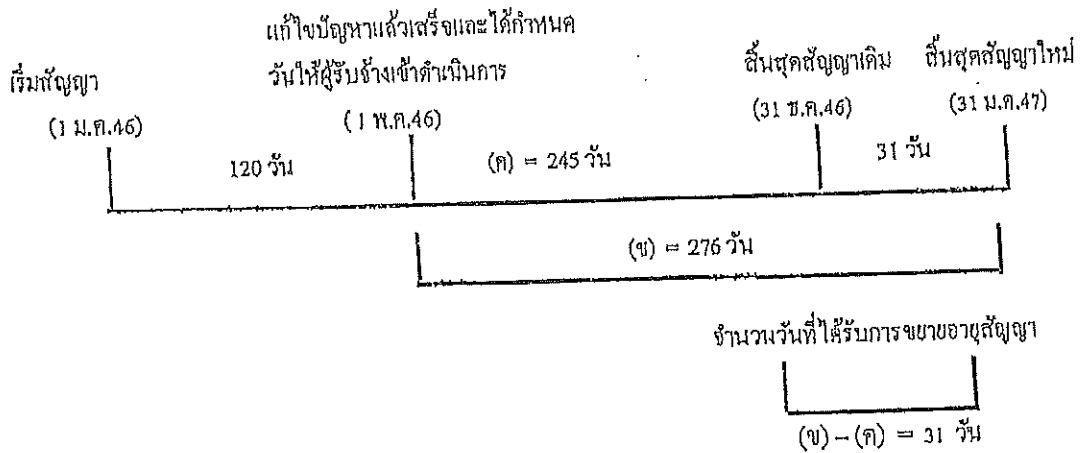 แก้ไขปัญหาแล้วเสร็จและได้กำหนด
เริ่มสัญญา วันให้ผู้รับจ้างเข้าดำเนินการ สิ้นสุดสัญญาเดิม สิ้นสุดสัญญาใหม่
(1 ม.ค.46) (1 พ.ค.46) (31 ธ.ค.46) (31 ม.ค.47)
120 วัน (ค) = 245 วัน 31 วัน
(ข) = 276 วัน
จำนวนวันที่ได้รับการขยายอายุสัญญา
(ข) – (ค) = 31 วัน